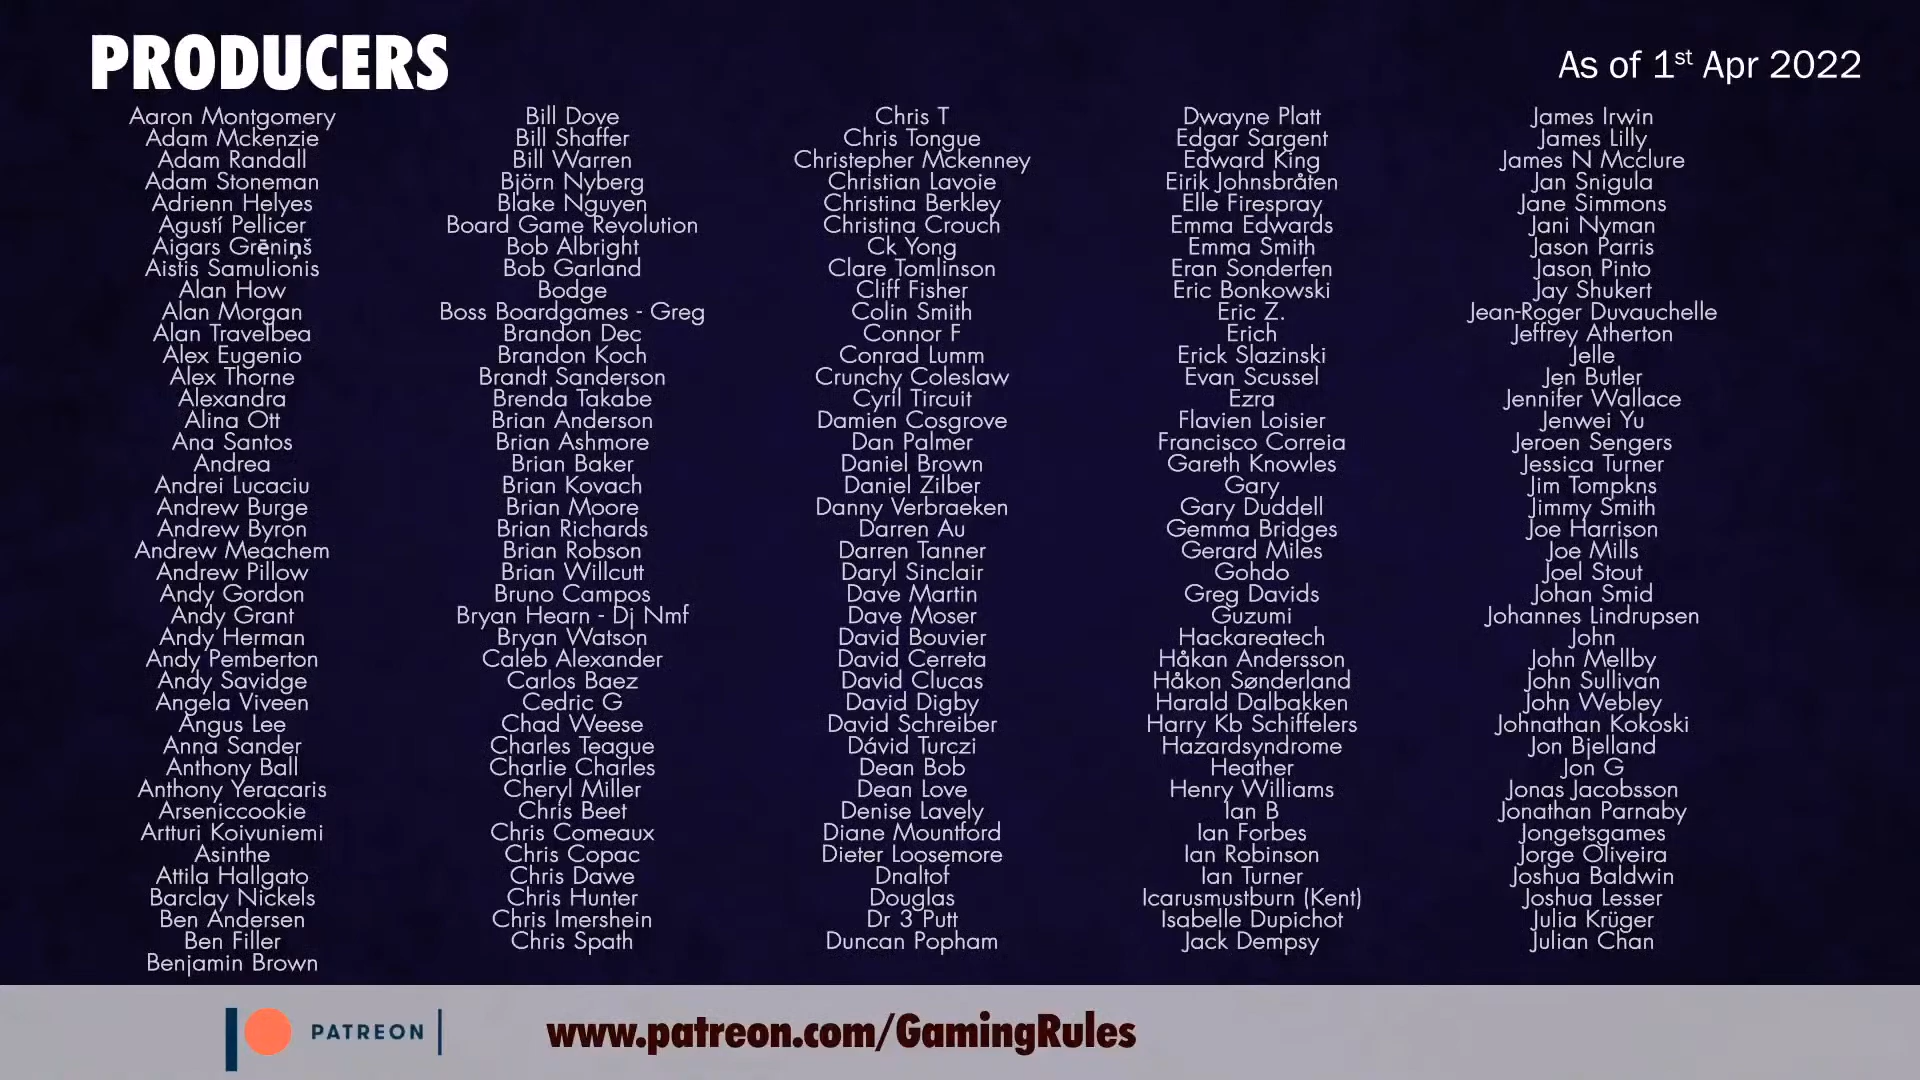 PRODUCERS
As of 1st Apr 2022
Aaron Montgomery
Adam Mckenzie
Adam Randall
Adam Stoneman
Adrienn Helyes
Agustí Pellicer
Aigars Grēniņš
Aistis Samulionis
Alan How
Alan Morgan
Alan Travelbea
Alex Eugenio
Alex Thorne
Alexandra
Alina Ott
Ana Santos
Andrea
Andrei Lucaciu
Andrew Burge
Andrew Byron
Andrew Meachem
Andrew Pillow
Andy Gordon
Andy Grant
Andy Herman
Andy Pemberton
Andy Savidge
Angela Viveen
Angus Lee
Anna Sander
Anthony Ball
Anthony Yeracaris
Arseniccookie
Artturi Koivuniemi
Asinthe
Attila Hallgato
Barclay Nickels
Ben Andersen
Ben Filler
Benjamin Brown
Bill Dove
Bill Shaffer
Bill Warren
Björn Nyberg
Blake Nguyen
Board Game Revolution
Bob Albright
Bob Garland
Bodge
Boss Boardgames - Greg
Brandon Dec
Brandon Koch
Brandt Sanderson
Brenda Takabe
Brian Anderson
Brian Ashmore
Brian Baker
Brian Kovach
Brian Moore
Brian Richards
Brian Robson
Brian Willcutt
Bruno Campos
Bryan Hearn - Dj Nmf
Bryan Watson
Caleb Alexander
Carlos Baez
Cedric G
Chad Weese
Charles Teague
Charlie Charles
Cheryl Miller
Chris Beet
Chris Comeaux
Chris Copac
Chris Dawe
Chris Hunter
Chris Imershein
Chris Spath
Chris T
Chris Tongue
Christepher Mckenney
Christian Lavoie
Christina Berkley
Christina Crouch
Ck Yong
Clare Tomlinson
Cliff Fisher
Colin Smith
Connor F
Conrad Lumm
Crunchy Coleslaw
Cyril Tircuit
Damien Cosgrove
Dan Palmer
Daniel Brown
Daniel Zilber
Danny Verbraeken
Darren Au
Darren Tanner
Daryl Sinclair
Dave Martin
Dave Moser
David Bouvier
David Cerreta
David Clucas
David Digby
David Schreiber
Dávid Turczi
Dean Bob
Dean Love
Denise Lavely
Diane Mountford
Dieter Loosemore
Dnaltof
Douglas
Dr 3 Putt
Duncan Popham
Dwayne Platt
Edgar Sargent
Edward King
Eirik Johnsbråten
Elle Firespray
Emma Edwards
Emma Smith
Eran Sonderfen
Eric Bonkowski
Eric Z.
Erich
Erick Slazinski
Evan Scussel
Ezra
Flavien Loisier
Francisco Correia
Gareth Knowles
Gary
Gary Duddell
Gemma Bridges
Gerard Miles
Gohdo
Greg Davids
Guzumi
Hackareatech
Håkan Andersson
Håkon Sønderland
Harald Dalbakken
Harry Kb Schiffelers
Hazardsyndrome
Heather
Henry Williams
Ian B
Ian Forbes
Ian Robinson
Ian Turner
Icarusmustburn (Kent)
Isabelle Dupichot
Jack Dempsy
James Irwin
James Lilly
James N Mcclure
Jan Snigula
Jane Simmons
Jani Nyman
Jason Parris
Jason Pinto
Jay Shukert
Jean-Roger Duvauchelle
Jeffrey Atherton
Jelle
Jen Butler
Jennifer Wallace
Jenwei Yu
Jeroen Sengers
Jessica Turner
Jim Tompkns
Jimmy Smith
Joe Harrison
Joe Mills
Joel Stout
Johan Smid
Johannes Lindrupsen
John
John Mellby
John Sullivan
John Webley
Johnathan Kokoski
Jon Bjelland
Jon G
Jonas Jacobsson
Jonathan Parnaby
Jongetsgames
Jorge Oliveira
Joshua Baldwin
Joshua Lesser
Julia Krüger
Julian Chan
PATREON
www.patreon.com/GamingRules